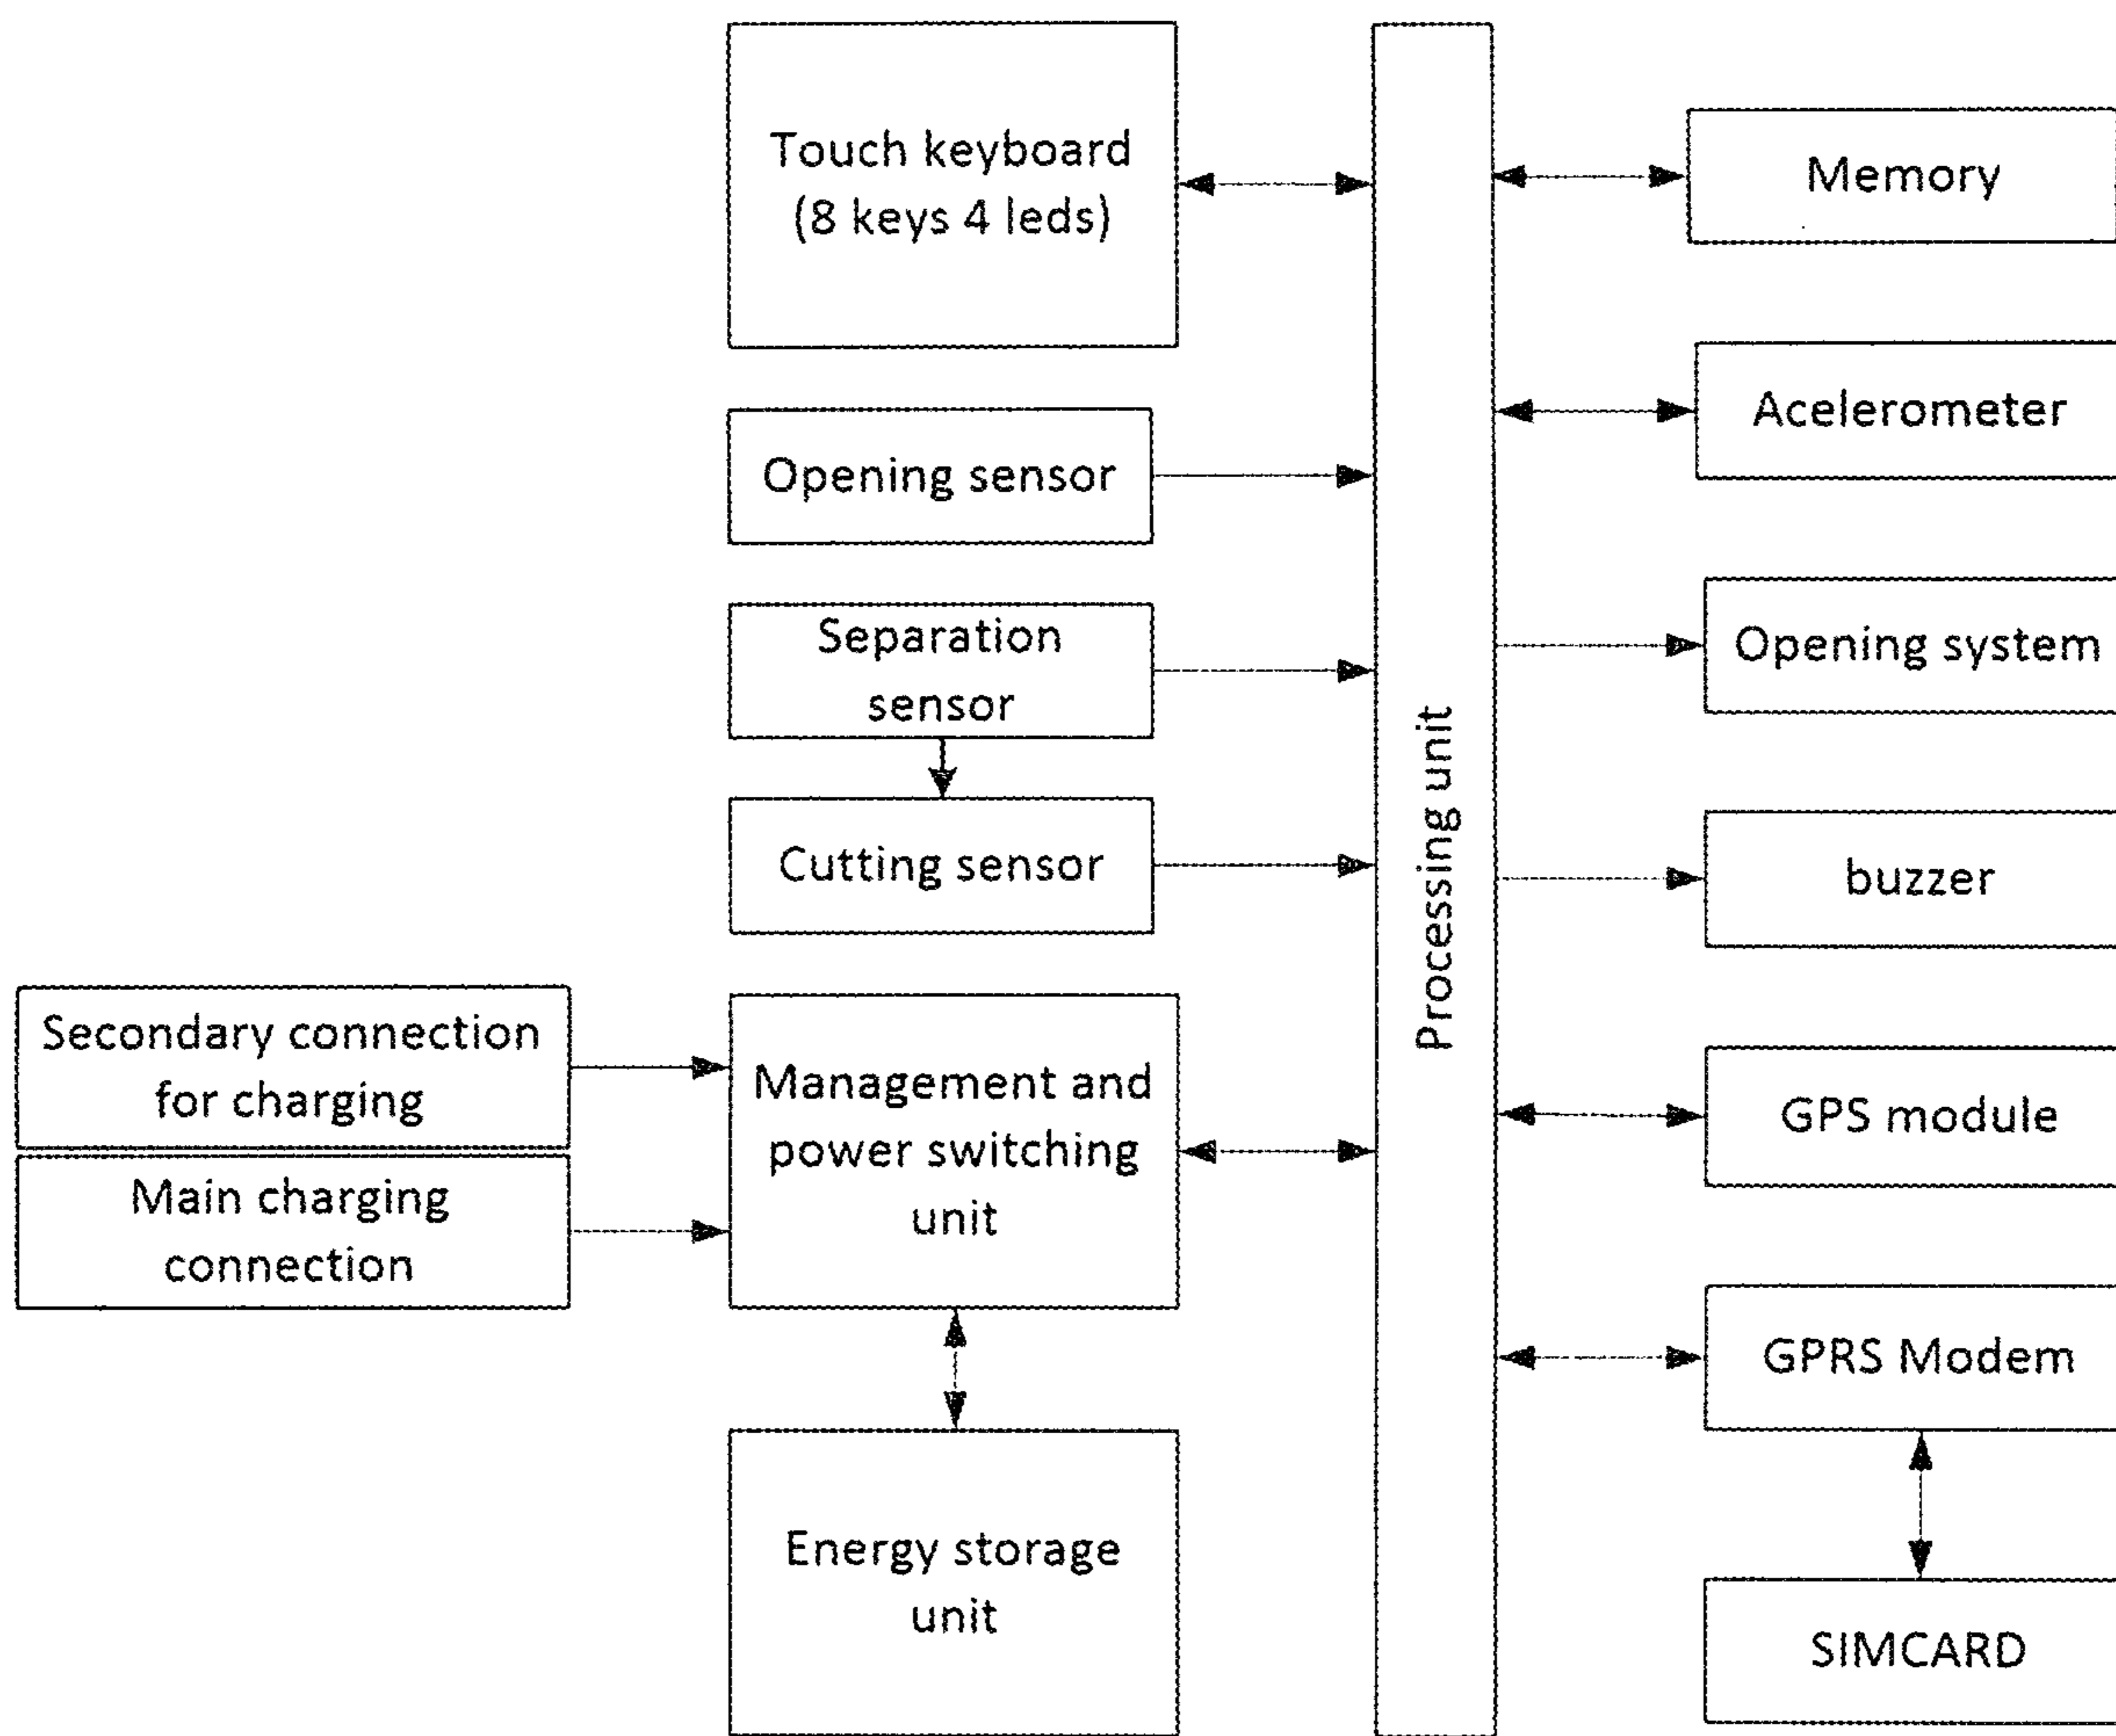 Touch keyboard
(8 keys 4 leds)
Opening sensor
Separation
sensor
Cutting sensor
Secondary connection
for charging
Main charging
connection
Management and
power switching
unit
Energy storage
unit
Processing unit
Memory
Acelerometer
Opening system
buzzer
GPS module
GPRS Modem
SIMCARD